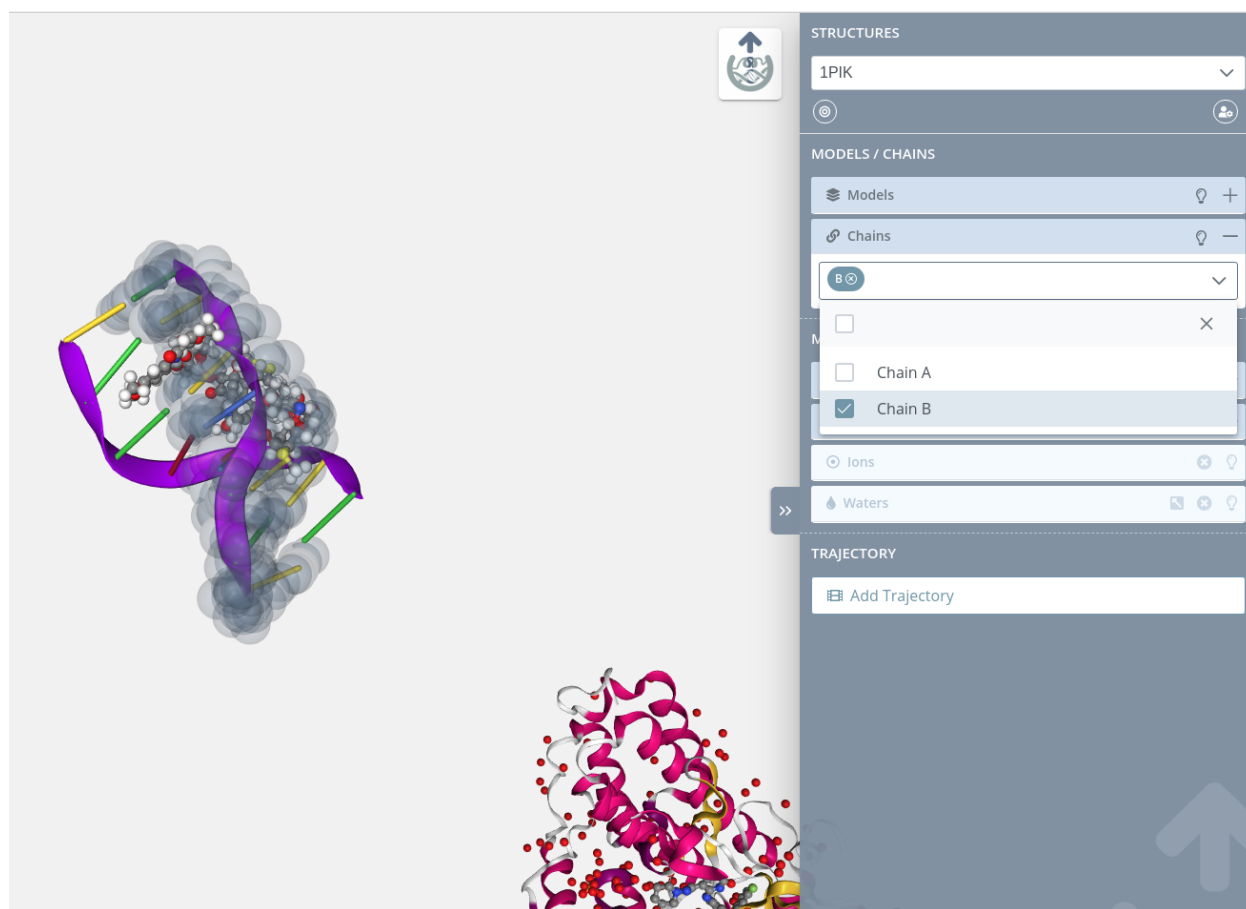 STRUCTURES
1PIK
MODELS / CHAINS
Models
Chains
B
M
Chain A
Chain B
Ions
Waters
TRAJECTORY
Add Trajectory